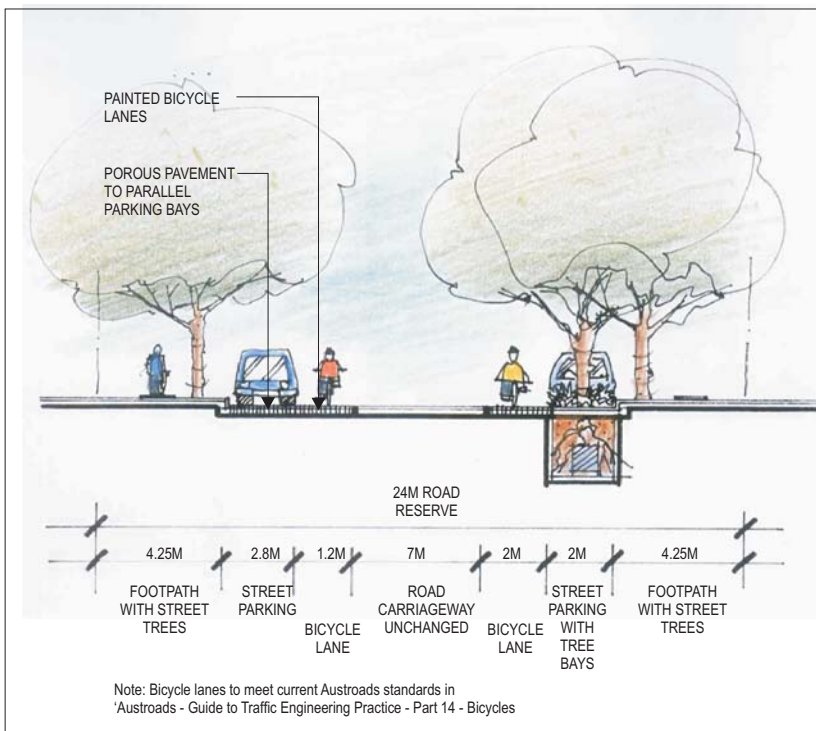 PAINTED BICYCLE
LANES
POROUS PAVEMENT
TO PARALLEL
PARKING BAYS
24M ROAD
RESERVE
4.25M
2.8M
1.2M
7M
2M
2M
4.25M
FOOTPATH
WITH STREET
TREES
STREET
PARKING
BICYCLE
LANE
ROAD
CARRIAGEWAY
UNCHANGED
BICYCLE
LANE
STREET
PARKING
WITH
TREE
BAYS
FOOTPATH
WITH STREET
TREES
Note: Bicycle lanes to meet current Austroads standards in
‘Austroads - Guide to Traffic Engineering Practice - Part 14 - Bicycles